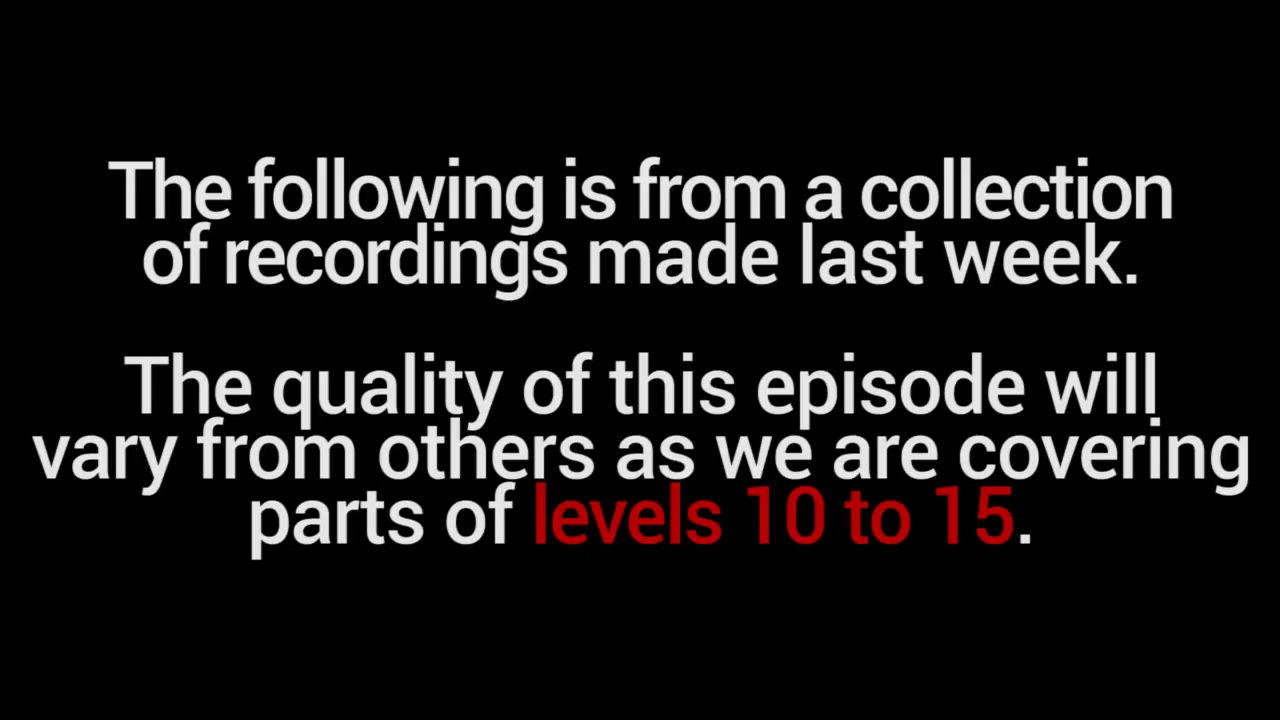 The following is from a collection
of recordings made last week.
The quality of this episode will
vary from others as we are covering
parts of levels 10 to 15.